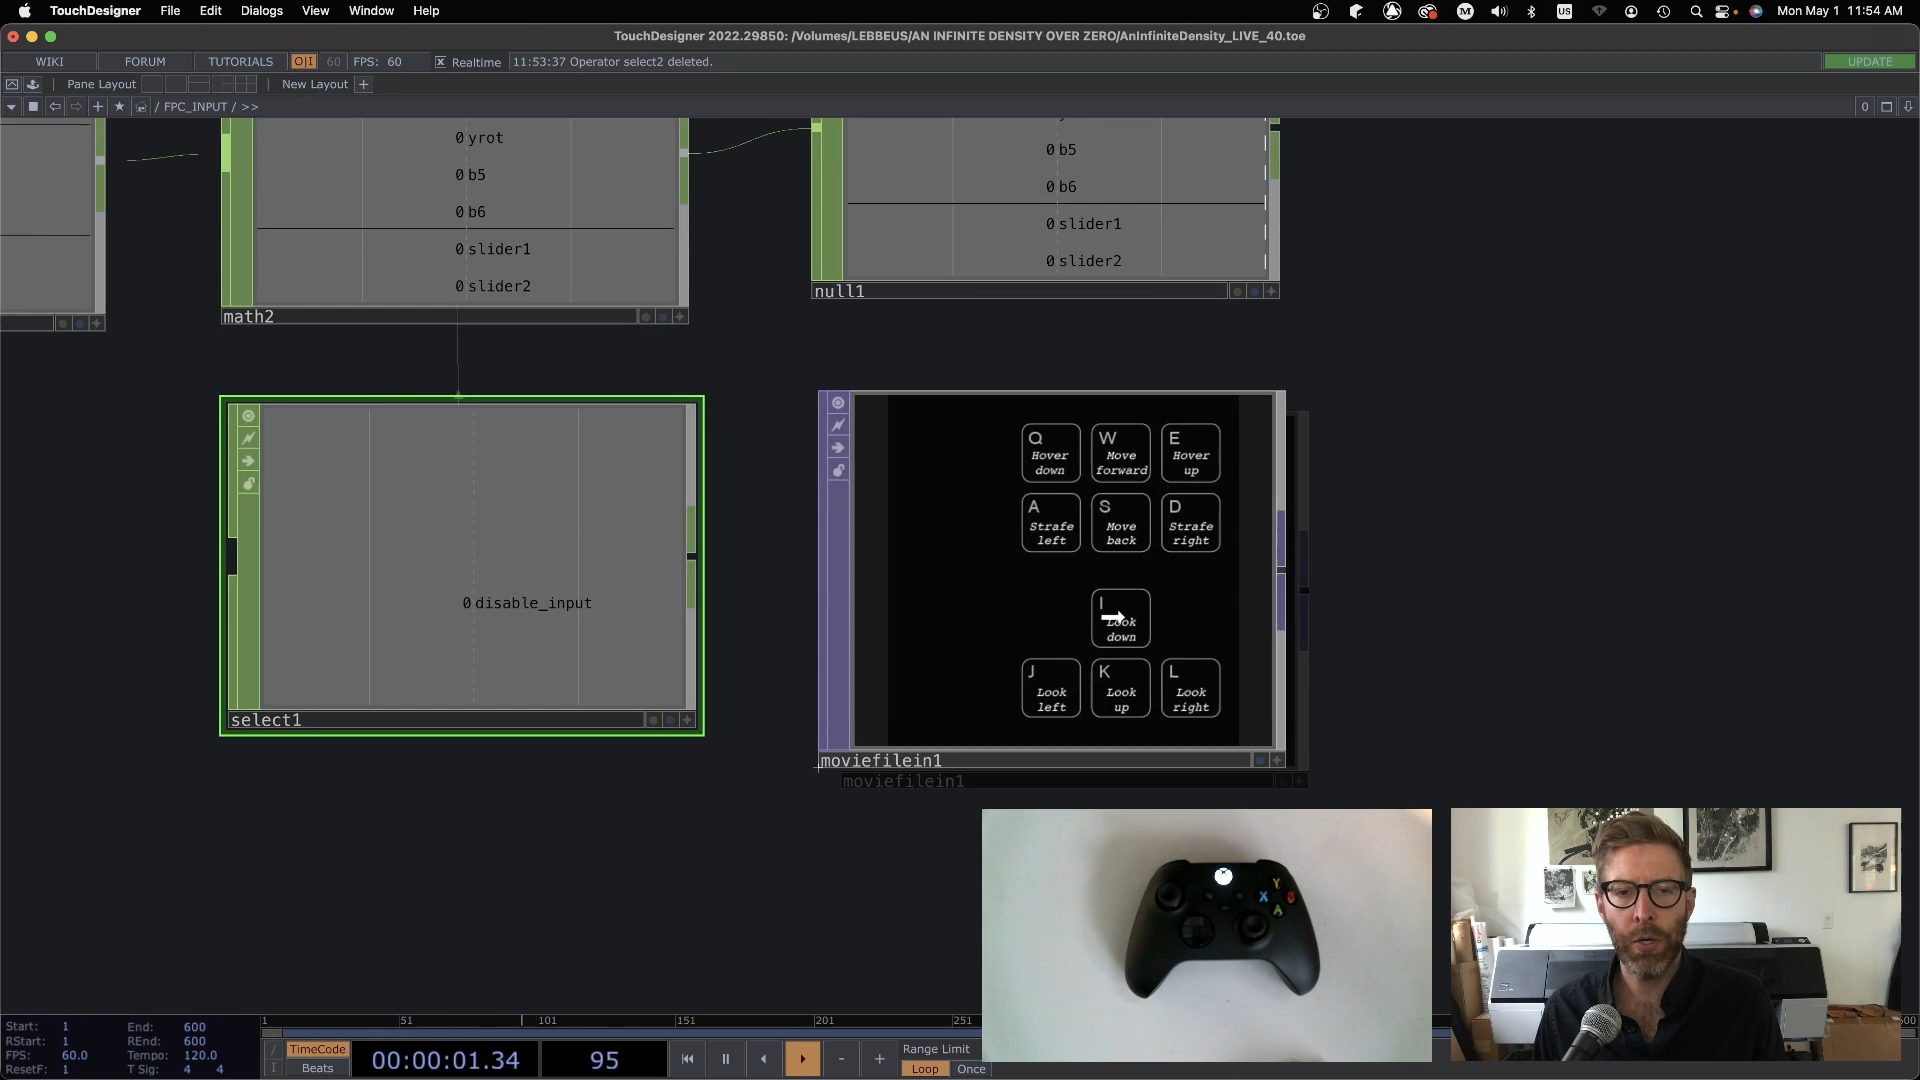 TouchDesigner File Edit Dialogs View Window Help US Mon May 1 11:54 AM
TouchDesigner 2022.29850: /Volumes/LEBBEUS/AN INFINITE DENSITY OVER ZERO/AnInfiniteDensity_LIVE_40.toe
WIKI FORUM TUTORIALS O|I 60 FPS: 60 Realtime 11:53:37 Operator select2 deleted. UPDATE
Pane Layout New Layout +
/ FPC_INPUT / >> 0
0 yrot
0 b5
0 b6
0 slider1
0 slider2
math2
0 b5
0 b6
0 slider1
0 slider2
null1
0 disable_input
select1
Q Hover down
W Move forward
E Hover up
A Strafe left
S Move back
D Strafe right
I Look down
J Look left
K Look up
L Look right
moviefilein1
moviefilein1
Y
X B
A
Start: 1 End: 600
RStart: 1 REnd: 600
FPS: 60.0 Tempo: 120.0
ResetF: 1 T Sig: 4 4
1 51 101 151 201 251
TimeCode
Beats
00:00:01.34
95
Range Limit
Loop Once